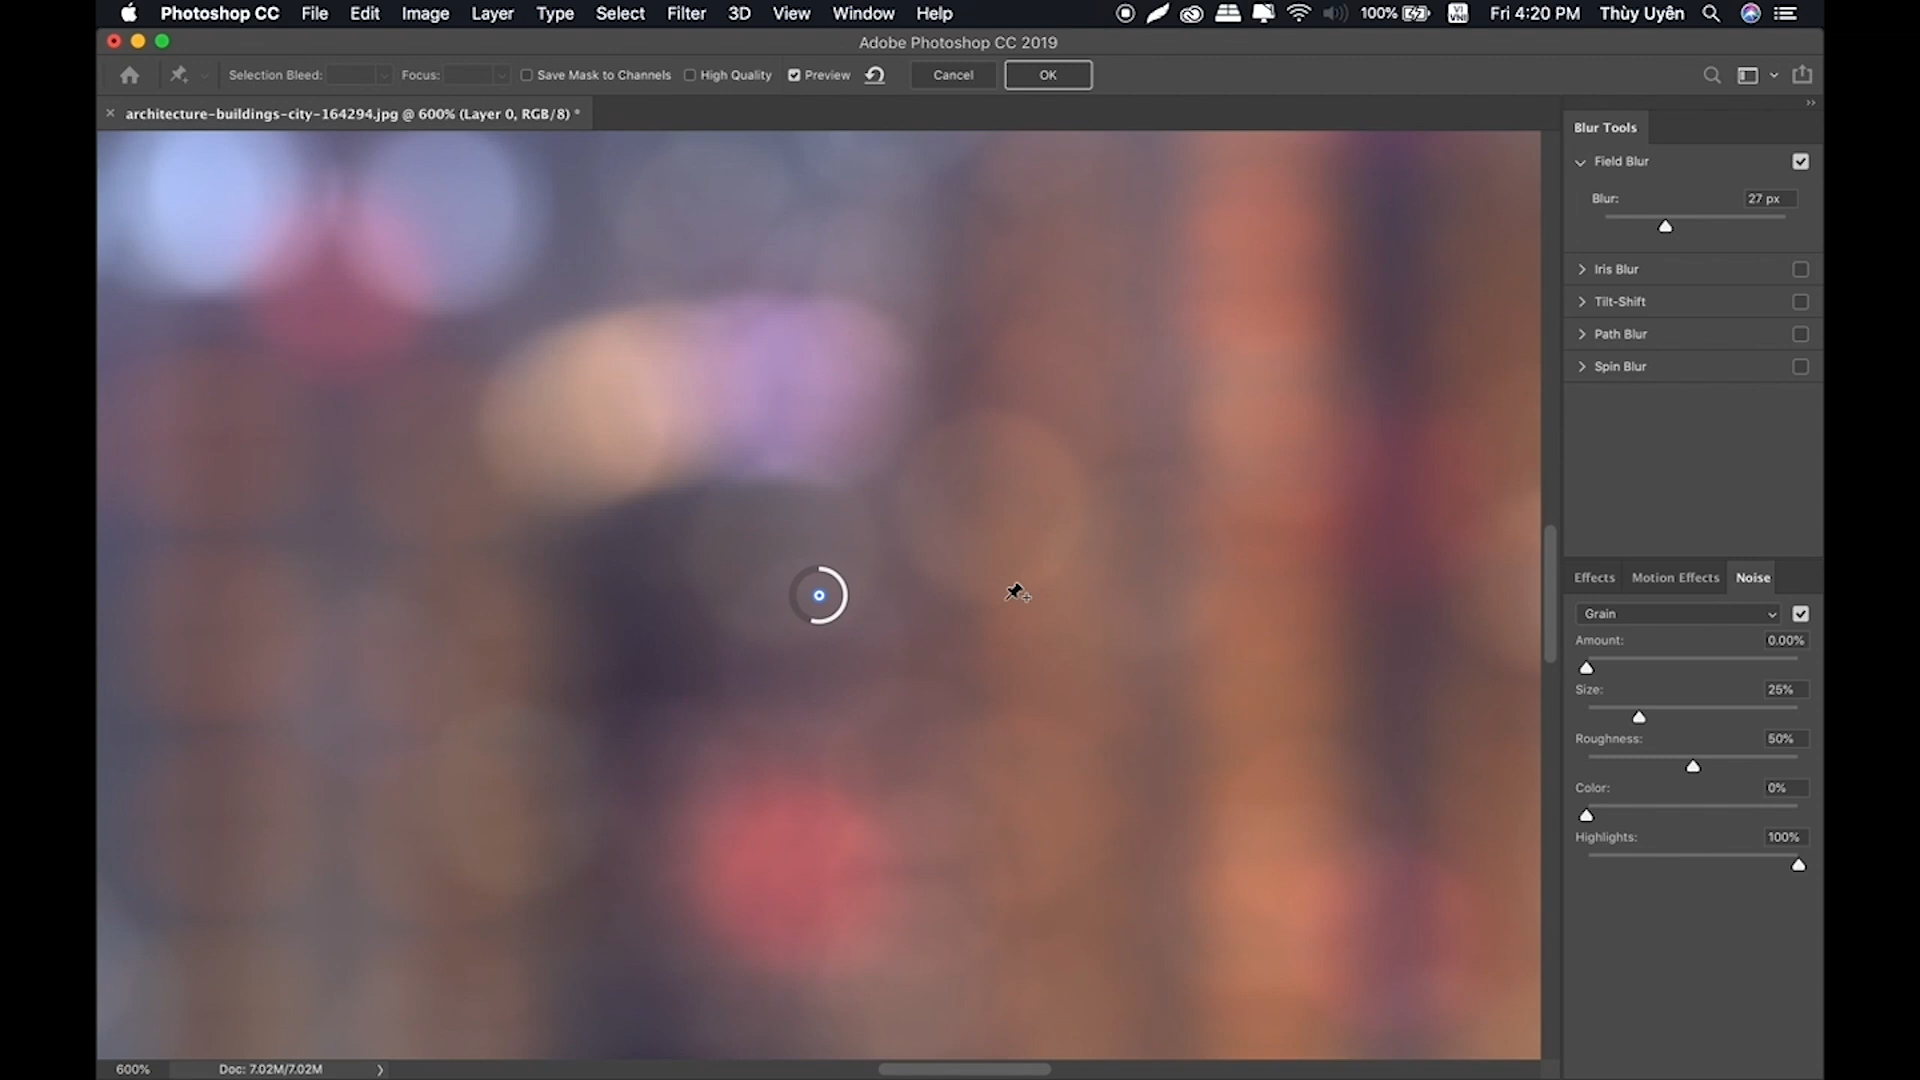 Photoshop CC File Edit Image Layer Type Select Filter 3D View Window Help 100% VI VNI Fri 4:20 PM Thùy Uyên
Adobe Photoshop CC 2019
Selection Bleed: Focus: Save Mask to Channels High Quality Preview Cancel OK
architecture-buildings-city-164294.jpg @ 600% (Layer 0, RGB/8) *
Blur Tools
Field Blur
Blur: 27 px
Iris Blur
Tilt-Shift
Path Blur
Spin Blur
Effects Motion Effects Noise
Grain
Amount: 0.00%
Size: 25%
Roughness: 50%
Color: 0%
Highlights: 100%
600% Doc: 7.02M/7.02M